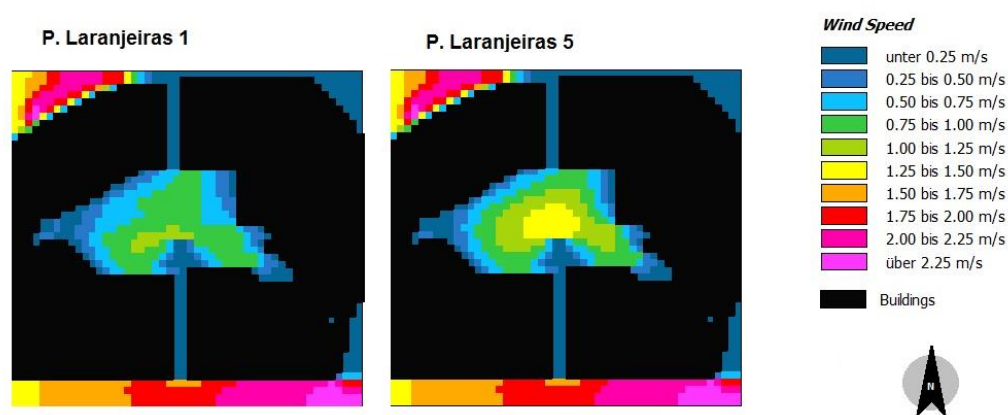 P. Laranjeiras 1
P. Laranjeiras 5
Wind Speed
unter 0.25 m/s
0.25 bis 0.50 m/s
0.50 bis 0.75 m/s
0.75 bis 1.00 m/s
1.00 bis 1.25 m/s
1.25 bis 1.50 m/s
1.50 bis 1.75 m/s
1.75 bis 2.00 m/s
2.00 bis 2.25 m/s
über 2.25 m/s
Buildings
N